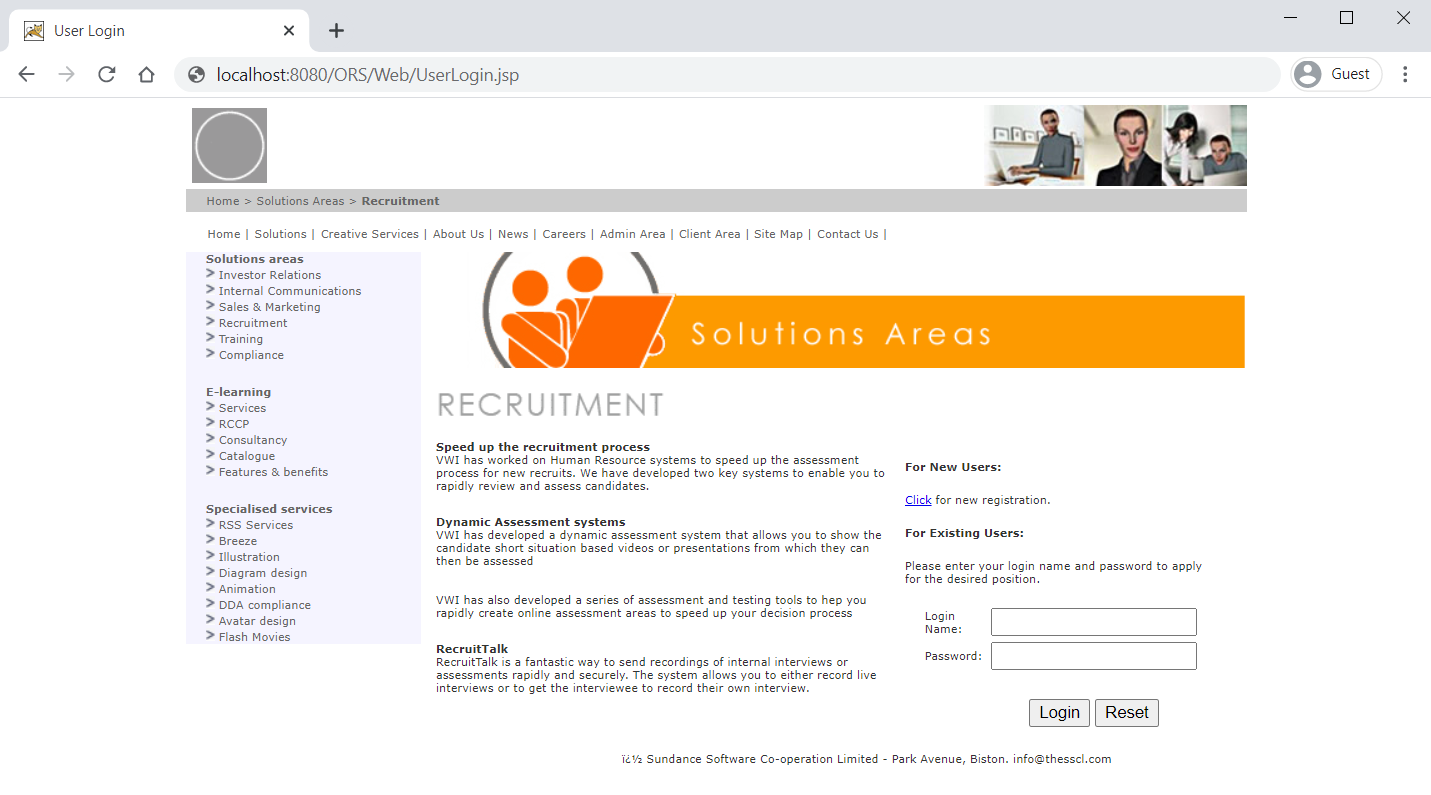 User Login
localhost:8080/ORS/Web/UserLogin.jsp
Guest
Home > Solutions Areas > Recruitment
Home | Solutions | Creative Services | About Us | News | Careers | Admin Area | Client Area | Site Map | Contact Us |
Solutions areas
> Investor Relations
> Internal Communications
> Sales & Marketing
> Recruitment
> Training
> Compliance
E-learning
> Services
> RCCP
> Consultancy
> Catalogue
> Features & benefits
Specialised services
> RSS Services
> Breeze
> Illustration
> Diagram design
> Animation
> DDA compliance
> Avatar design
> Flash Movies
Solutions Areas
RECRUITMENT
Speed up the recruitment process
VWI has worked on Human Resource systems to speed up the assessment
process for new recruits. We have developed two key systems to enable you to
rapidly review and assess candidates.
Dynamic Assessment systems
VWI has developed a dynamic assessment system that allows you to show the
candidate short situation based videos or presentations from which they can
then be assessed
VWI has also developed a series of assessment and testing tools to hep you
rapidly create online assessment areas to speed up your decision process
RecruitTalk
RecruitTalk is a fantastic way to send recordings of internal interviews or
assessments rapidly and securely. The system allows you to either record live
interviews or to get the interviewee to record their own interview.
For New Users:
Click for new registration.
For Existing Users:
Please enter your login name and password to apply
for the desired position.
Login
Name:
Password:
Login Reset
ï¿½ Sundance Software Co-operation Limited - Park Avenue, Biston. info@thesscl.com